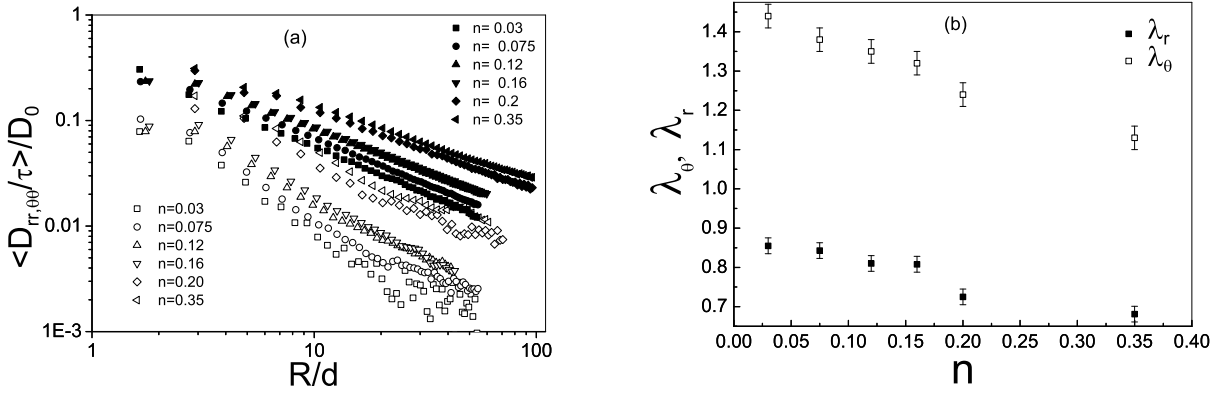 (a)
n= 0.03
n= 0.075
n= 0.12
n= 0.16
n= 0.2
n= 0.35
n=0.03
n=0.075
n=0.12
n=0.16
n=0.20
n=0.35
<D_rr,θθ/τ>/D_0
1
0.1
0.01
1E-3
1 10 100
R/d
(b)
λ_r
λ_θ
λ_θ, λ_r
1.4
1.3
1.2
1.1
1.0
0.9
0.8
0.7
0.00 0.05 0.10 0.15 0.20 0.25 0.30 0.35 0.40
n